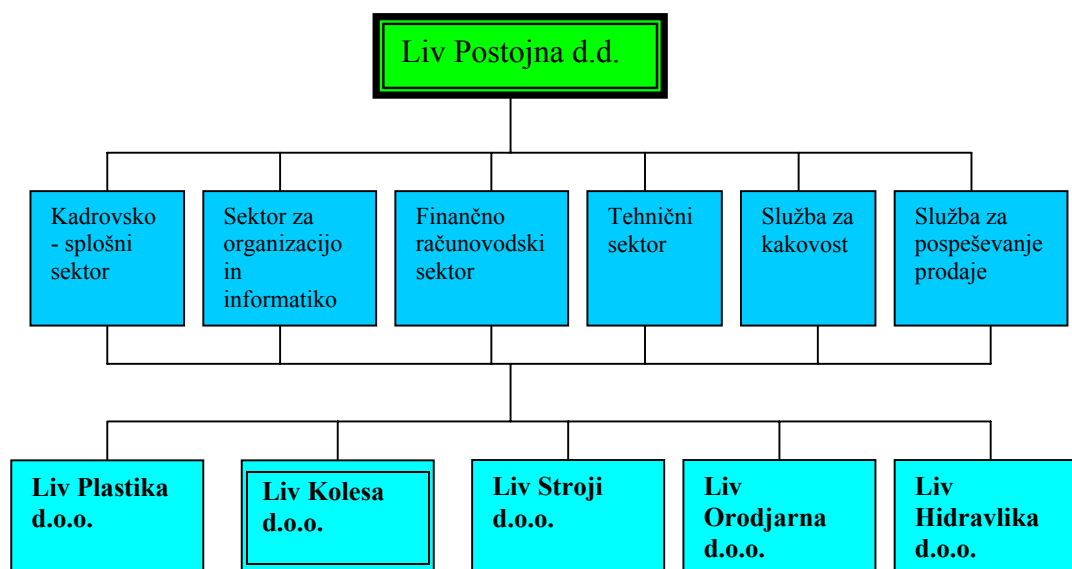 Liv Postojna d.d.
Kadrovsko
- splošni
sektor
Sektor za
organizacijo
in
informatiko
Finančno
računovodski
sektor
Tehnični
sektor
Služba za
kakovost
Služba za
pospeševanje
prodaje
Liv Plastika
d.o.o.
Liv Kolesa
d.o.o.
Liv Stroji
d.o.o.
Liv
Orodjarna
d.o.o.
Liv
Hidravlika
d.o.o.